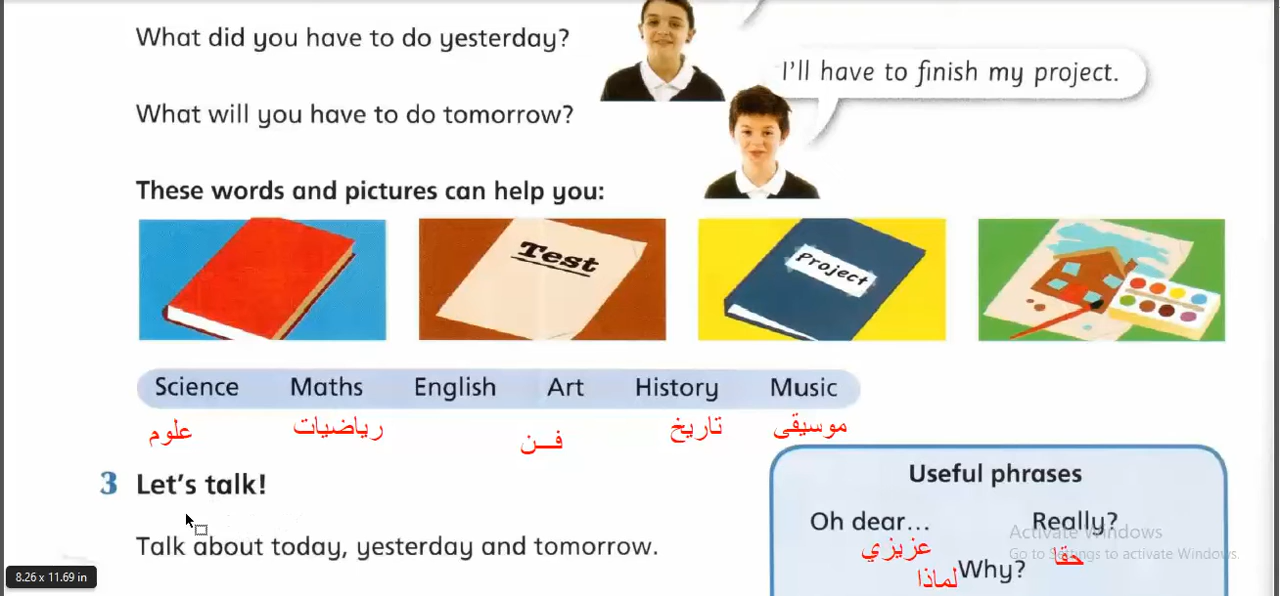 What did you have to do yesterday?
I'll have to finish my project.
What will you have to do tomorrow?
These words and pictures can help you:
Test
Project
Science Maths English Art History Music
علوم رياضيات فـن تاريخ موسيقى
3 Let's talk!
Useful phrases
Oh dear... Really?
Activate Windows
Talk about today, yesterday and tomorrow.
عزيزي حقا
Go to Settings to activate Windows.
لماذا Why?
8.26 x 11.69 in